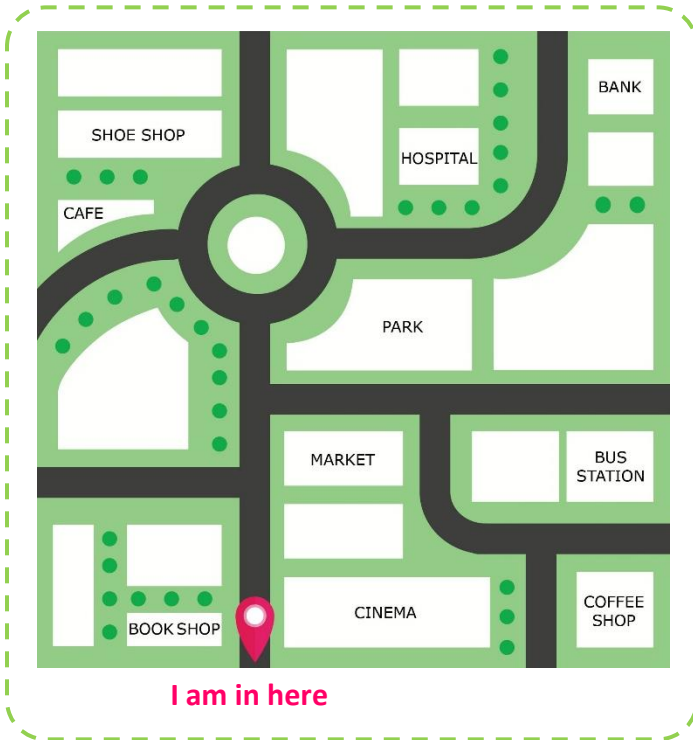 BANK
SHOE SHOP
HOSPITAL
CAFE
PARK
MARKET
BUS
STATION
COFFEE
SHOP
CINEMA
BOOK SHOP
I am in here